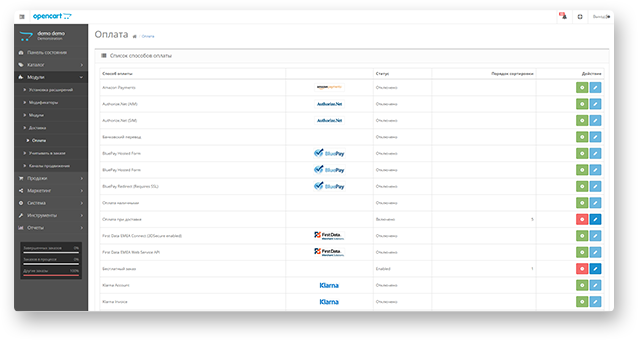 opencart
Выход
demo demo
Demonstration
Оплата
Оплата
Панель состояния
Каталог
Модули
Установка расширений
Модификаторы
Модули
Доставка
Оплата
Учитывать в заказе
Каналы продвижения
Продажи
Маркетинг
Система
Инструменты
Отчеты
Завершенных заказов 0%
Заказов в процессе 0%
Другие заказы 100%
Список способов оплаты
Способ оплаты Статус Порядок сортировки Действие
Amazon Payments Отключено
Authorize.Net (AIM) Authorize.Net Отключено
Authorize.Net (SIM) Authorize.Net Отключено
Банковский перевод Отключено
BluePay Hosted Form BluePay Отключено
BluePay Hosted Form BluePay Отключено
BluePay Redirect (Requires SSL) BluePay Отключено
Оплата наличными Отключено
Оплата при доставке Включено 5
First Data EMEA Connect (3DSecure enabled) First Data Отключено
First Data EMEA Web Service API First Data Отключено
Бесплатный заказ Enabled 1
Klarna Account Klarna Отключено
Klarna Invoice Klarna Отключено